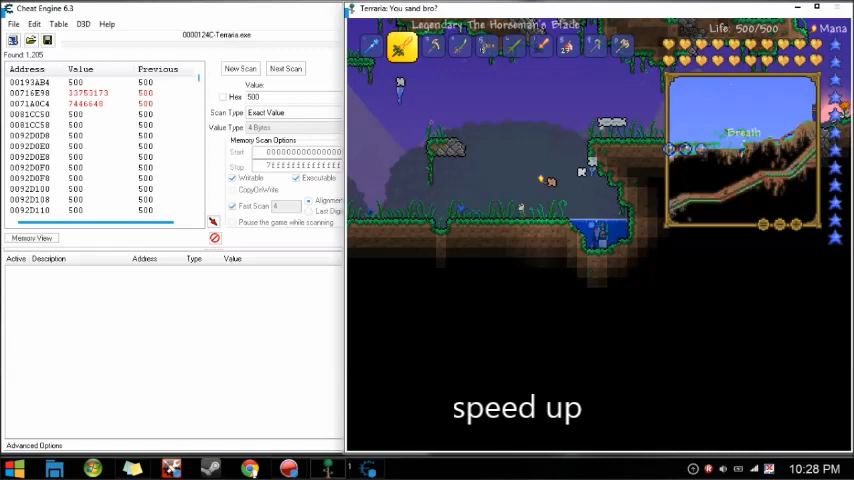 Cheat Engine 6.3
File Edit Table D3D Help
0000124C-Terraria.exe
Found:1,205
Address Value Previous
00193AB4 500 500
00716E98 33753173 500
0071A0C4 7446648 500
0081CC50 500 500
0081CC58 500 500
0092D0D8 500 500
0092D0E0 500 500
0092D0E8 500 500
0092D0F0 500 500
0092D0F8 500 500
0092D100 500 500
0092D108 500 500
0092D110 500 500
New Scan Next Scan
Value:
Hex 500
Scan Type Exact Value
Value Type 4 Bytes
Memory Scan Options
Start 00000000000000
Stop 7fffffffffffff
Writable Executable
CopyOnWrite
Fast Scan 4 Alignmen
Last Digi
Pause the game while scanning
Memory View
Active Description Address Type Value
Advanced Options
Terraria: You sand bro?
Legendary The Horseman's Blade
Life: 500/500
Mana
Breath
speed up
10:28 PM